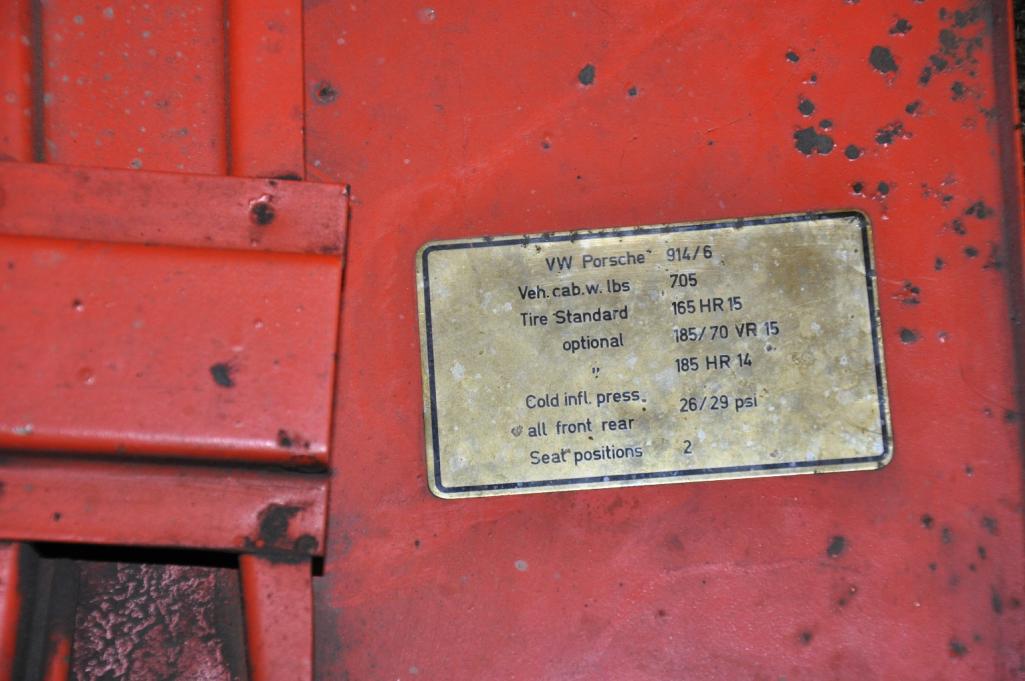 VW Porsche 914/6
Veh. cab. w. lbs 705
Tire Standard 165 HR 15
optional 185/70 VR 15
" 185 HR 14
Cold infl. press. 26/29 psi
all front rear
Seat positions 2